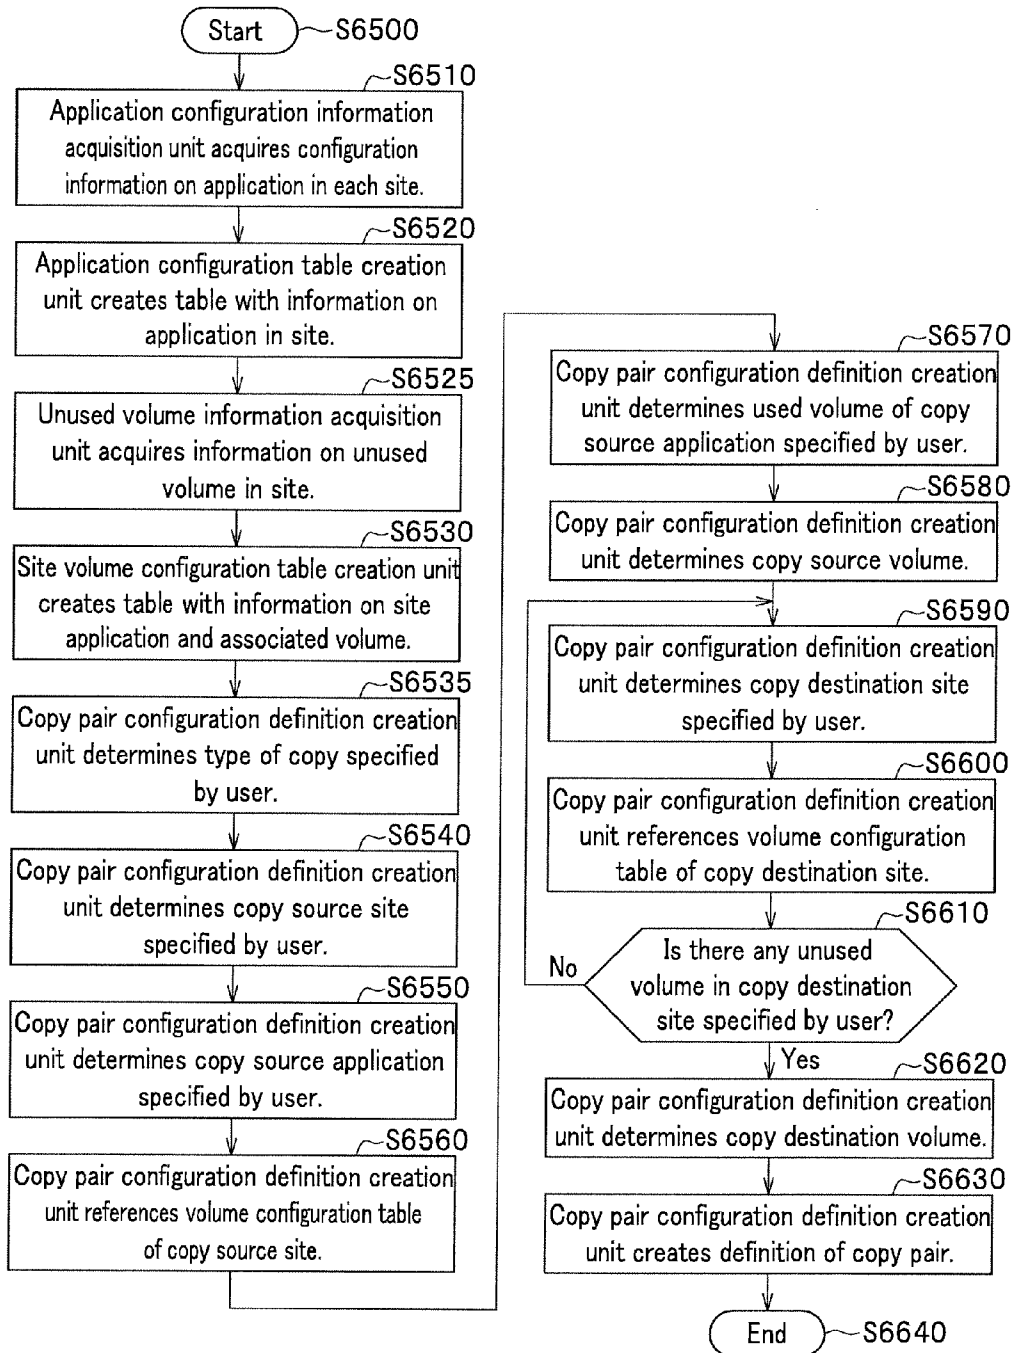 Start
S6500
S6510
Application configuration information
acquisition unit acquires configuration
information on application in each site.
S6520
Application configuration table creation
unit creates table with information on
application in site.
S6525
Unused volume information acquisition
unit acquires information on unused
volume in site.
S6530
Site volume configuration table creation unit
creates table with information on site
application and associated volume.
S6535
Copy pair configuration definition creation
unit determines type of copy specified
by user.
S6540
Copy pair configuration definition creation
unit determines copy source site
specified by user.
S6550
Copy pair configuration definition creation
unit determines copy source application
specified by user.
S6560
Copy pair configuration definition creation
unit references volume configuration table
of copy source site.
S6570
Copy pair configuration definition creation
unit determines used volume of copy
source application specified by user.
S6580
Copy pair configuration definition creation
unit determines copy source volume.
S6590
Copy pair configuration definition creation
unit determines copy destination site
specified by user.
S6600
Copy pair configuration definition creation
unit references volume configuration
table of copy destination site.
S6610
Is there any unused
volume in copy destination
site specified by user?
No
Yes
S6620
Copy pair configuration definition creation
unit determines copy destination volume.
S6630
Copy pair configuration definition creation
unit creates definition of copy pair.
End
S6640